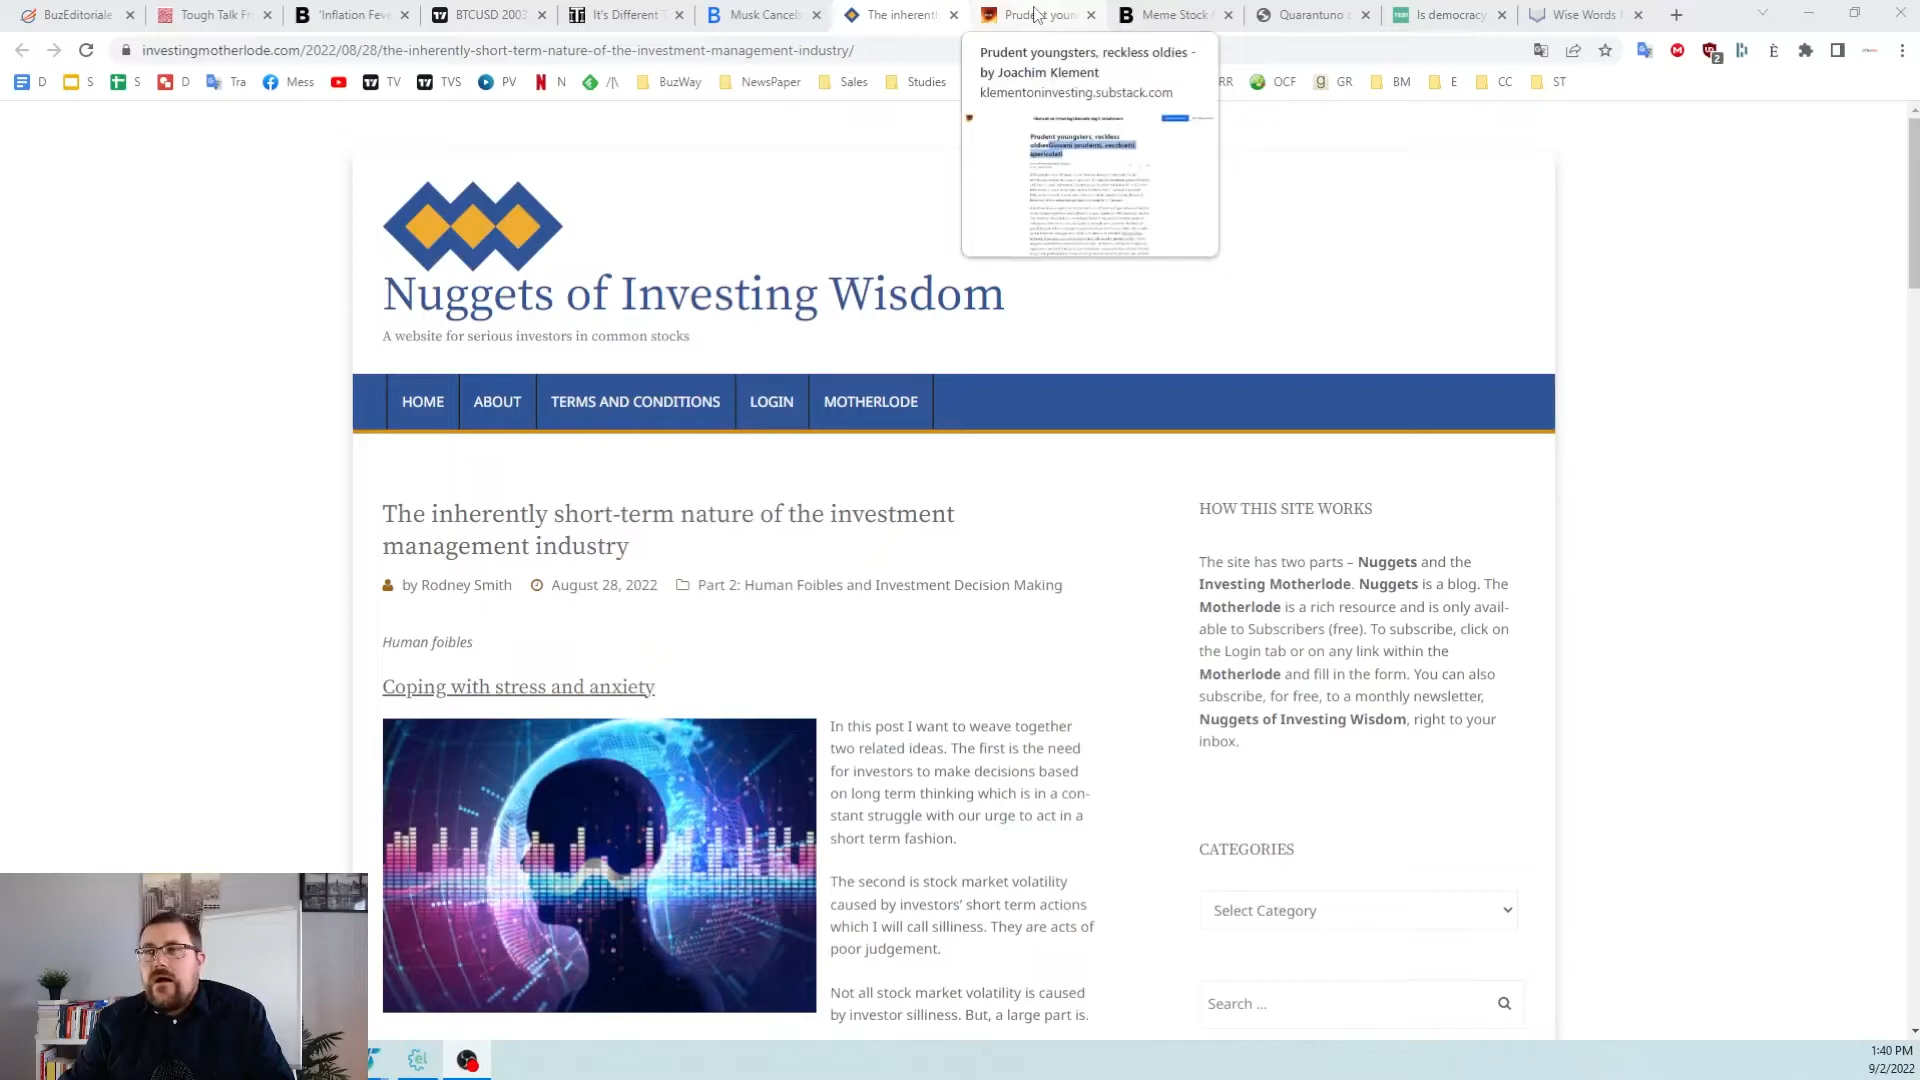 BuzEditoriale
Tough Talk Fr
'Inflation Feve
BTCUSD 2003
It's Different T
Musk Cancels
The inherently
Prudent youn
Meme Stock
Quarantuno
Is democracy
Wise Words F
investingmotherlode.com/2022/08/28/the-inherently-short-term-nature-of-the-investment-management-industry/
D
S
S
D
Tra
Mess
TV
TVS
PV
N
BuzWay
NewsPaper
Sales
Studies
RR
OCF
GR
BM
E
CC
ST
Prudent youngsters, reckless oldies -
by Joachim Klement
klementoninvesting.substack.com
Prudent youngsters, reckless
Nuggets of Investing Wisdom
A website for serious investors in common stocks
HOME
ABOUT
TERMS AND CONDITIONS
LOGIN
MOTHERLODE
The inherently short-term nature of the investment
management industry
by Rodney Smith
August 28, 2022
Part 2: Human Foibles and Investment Decision Making
Human foibles
Coping with stress and anxiety
In this post I want to weave together
two related ideas. The first is the need
for investors to make decisions based
on long term thinking which is in a con-
stant struggle with our urge to act in a
short term fashion.
The second is stock market volatility
caused by investors' short term actions
which I will call silliness. They are acts of
poor judgement.
Not all stock market volatility is caused
by investor silliness. But, a large part is.
HOW THIS SITE WORKS
The site has two parts – Nuggets and the
Investing Motherlode. Nuggets is a blog. The
Motherlode is a rich resource and is only avail-
able to Subscribers (free). To subscribe, click on
the Login tab or on any link within the
Motherlode and fill in the form. You can also
subscribe, for free, to a monthly newsletter,
Nuggets of Investing Wisdom, right to your
inbox.
CATEGORIES
Select Category
Search ...
1:40 PM
9/2/2022